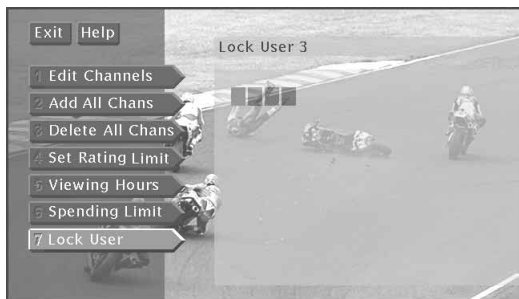 Exit Help
Lock User 3
1 Edit Channels
2 Add All Chans
3 Delete All Chans
4 Set Rating Limit
5 Viewing Hours
6 Spending Limit
7 Lock User